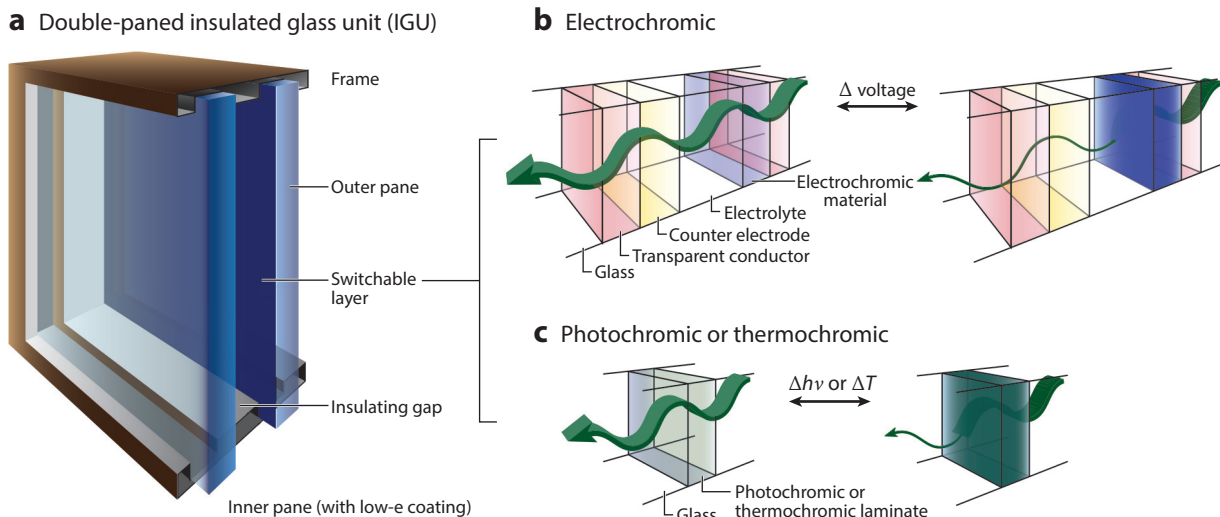 a Double-paned insulated glass unit (IGU)
Frame
Outer pane
Switchable
layer
Insulating gap
Inner pane (with low-e coating)
b Electrochromic
Δ voltage
Electrochromic
material
Electrolyte
Counter electrode
Transparent conductor
Glass
c Photochromic or thermochromic
Δhν or ΔT
Photochromic or
thermochromic laminate
Glass